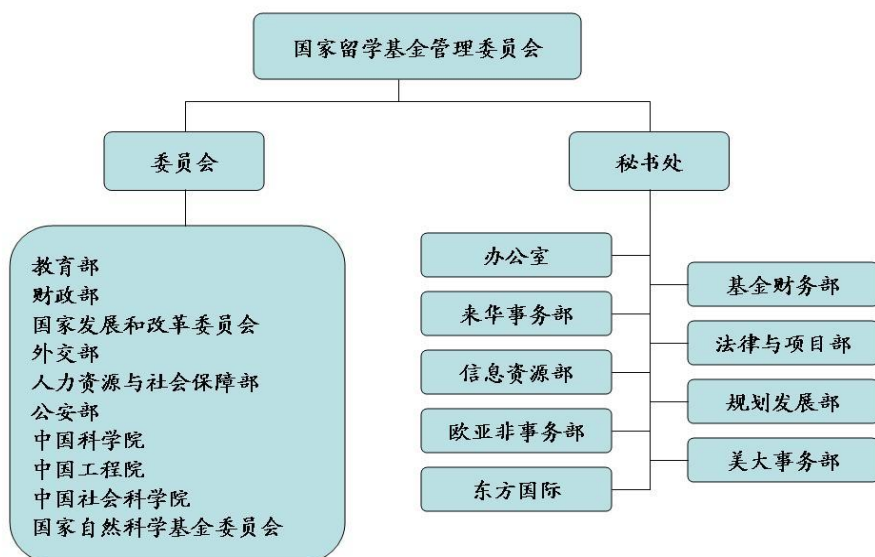 国家留学基金管理委员会
委员会
秘书处
教育部
财政部
国家发展和改革委员会
外交部
人力资源与社会保障部
公安部
中国科学院
中国工程院
中国社会科学院
国家自然科学基金委员会
办公室
来华事务部
信息资源部
欧亚非事务部
东方国际
基金财务部
法律与项目部
规划发展部
美大事务部